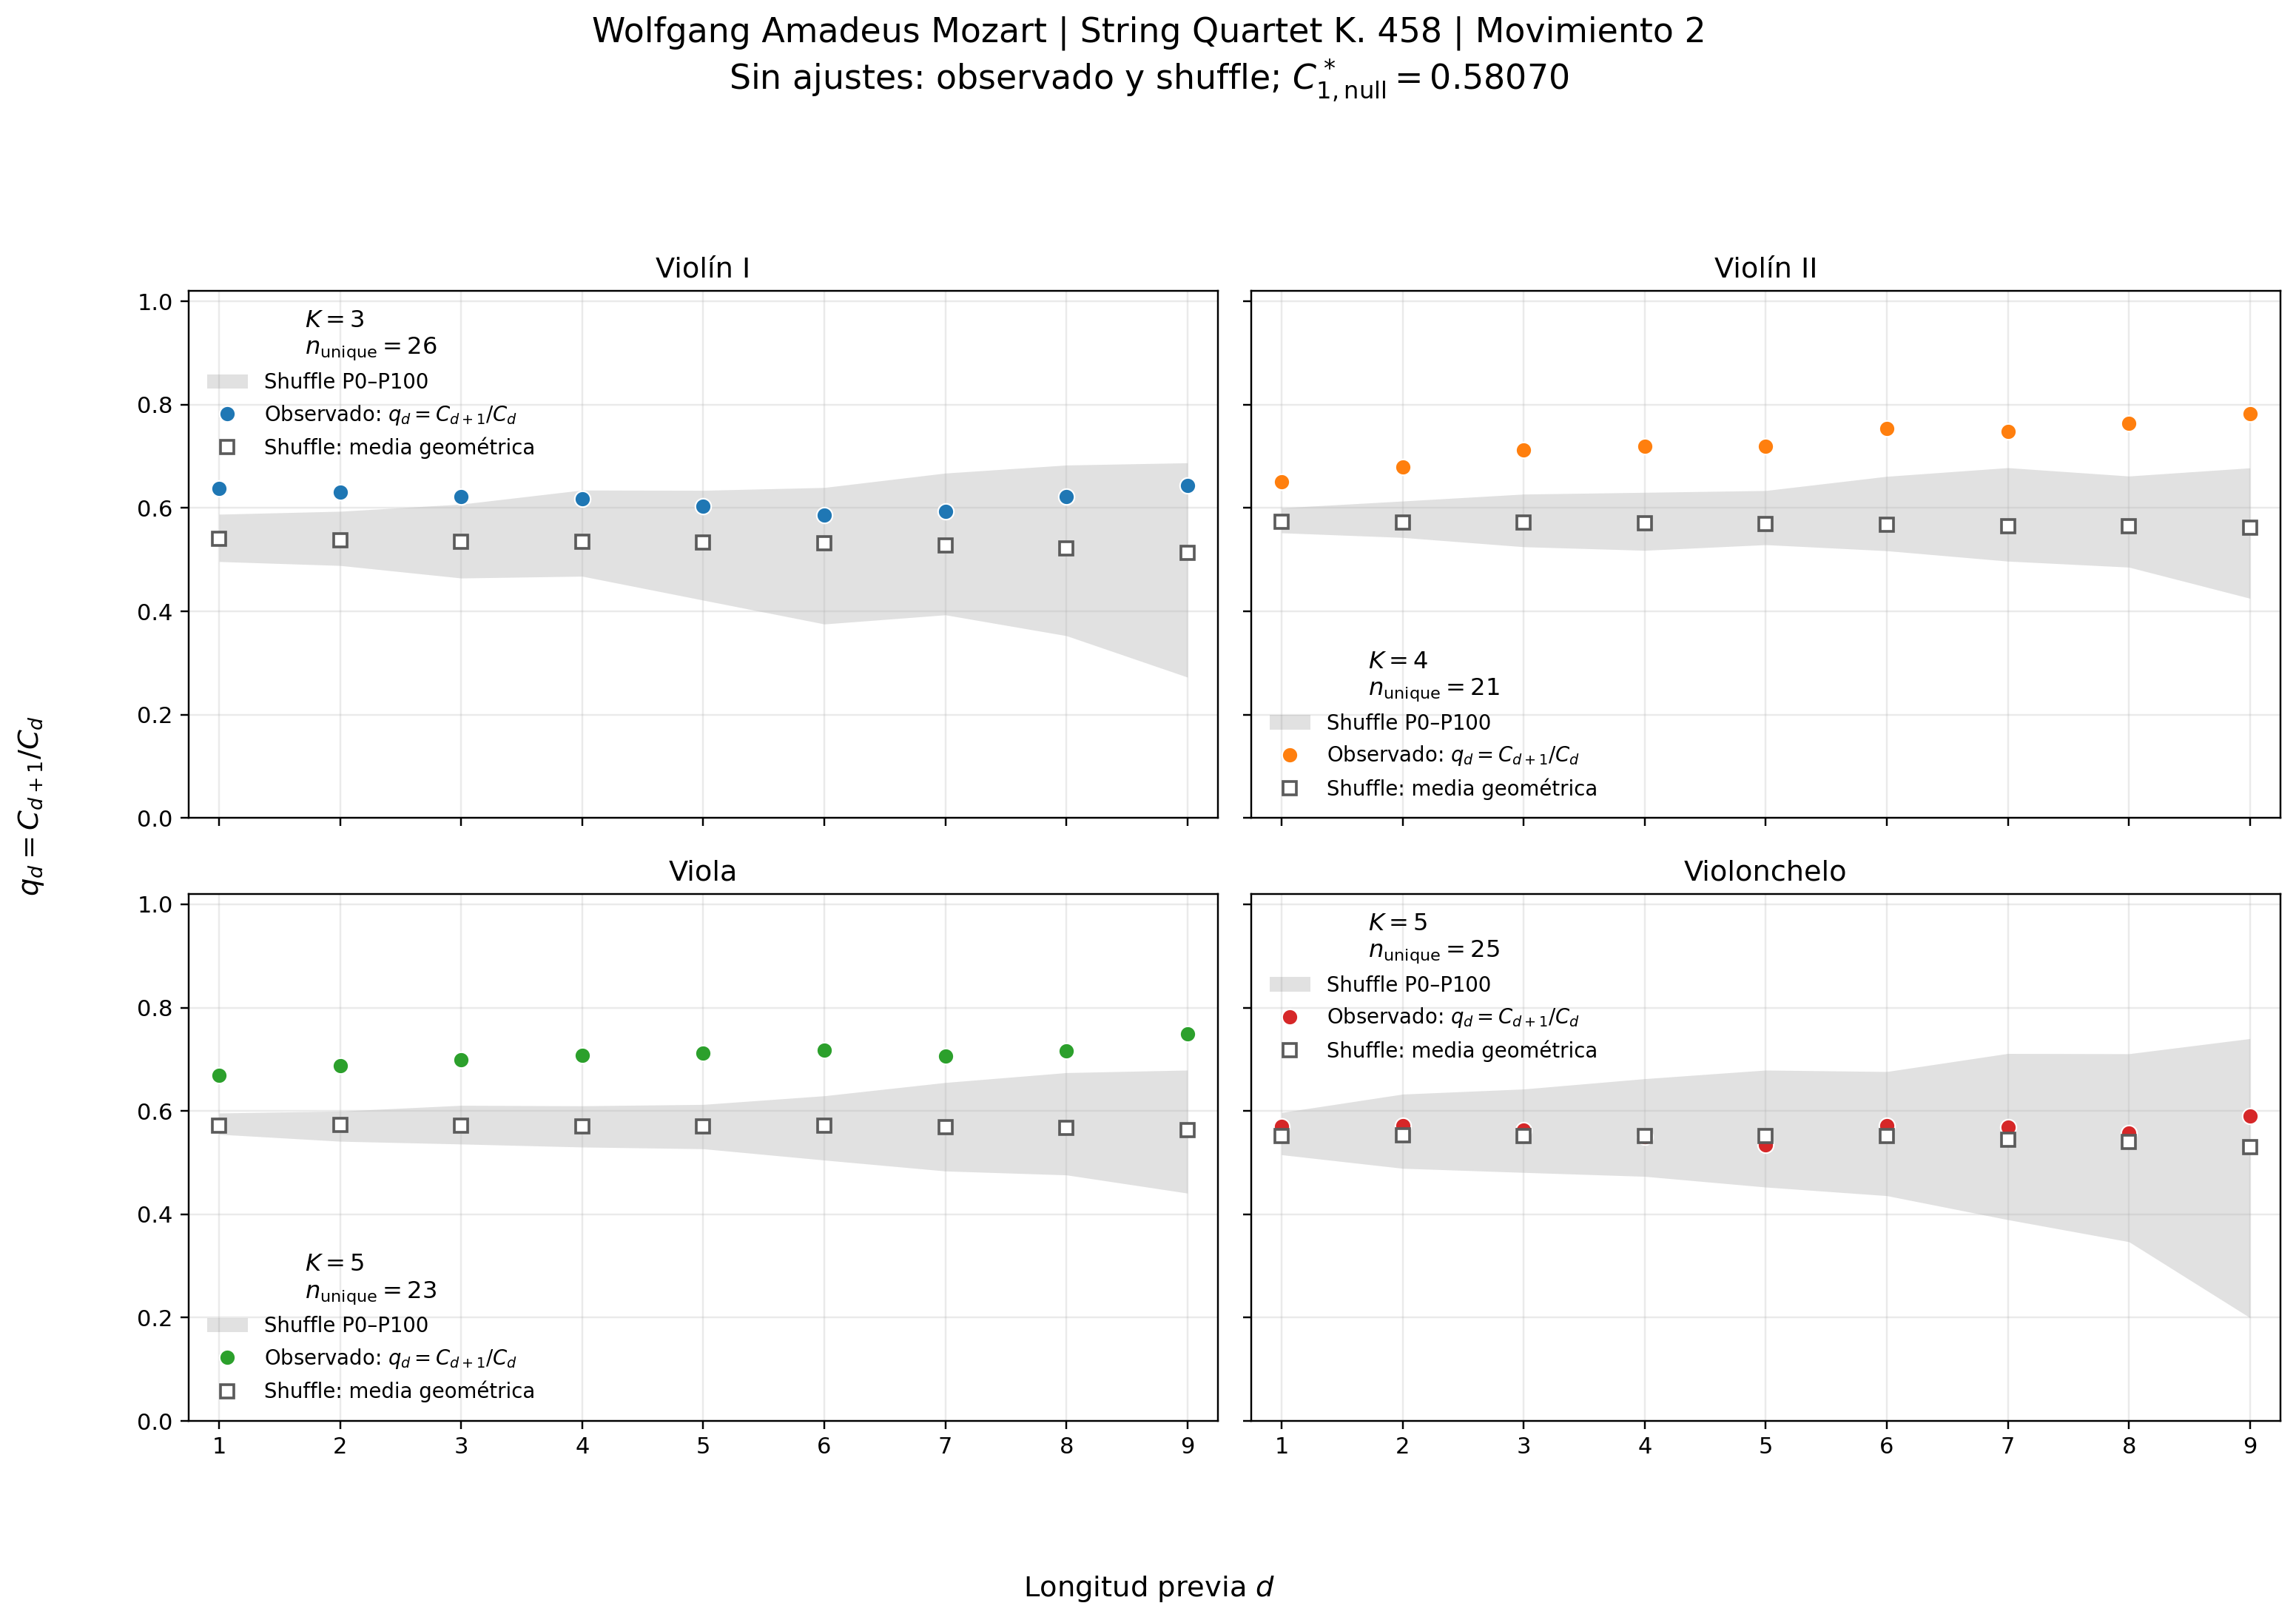 Wolfgang Amadeus Mozart | String Quartet K. 458 | Movimiento 2
Sin ajustes: observado y shuffle; C*1, null = 0.58070
Violín I
1.0
0.8
0.6
0.4
0.2
0.0
K = 3
nunique = 26
Shuffle P0–P100
Observado: qd = Cd+1/Cd
Shuffle: media geométrica
Violín II
K = 4
nunique = 21
Shuffle P0–P100
Observado: qd = Cd+1/Cd
Shuffle: media geométrica
qd = Cd+1/Cd
Viola
1.0
0.8
0.6
0.4
0.2
0.0
K = 5
nunique = 23
Shuffle P0–P100
Observado: qd = Cd+1/Cd
Shuffle: media geométrica
1 2 3 4 5 6 7 8 9
Violonchelo
K = 5
nunique = 25
Shuffle P0–P100
Observado: qd = Cd+1/Cd
Shuffle: media geométrica
1 2 3 4 5 6 7 8 9
Longitud previa d